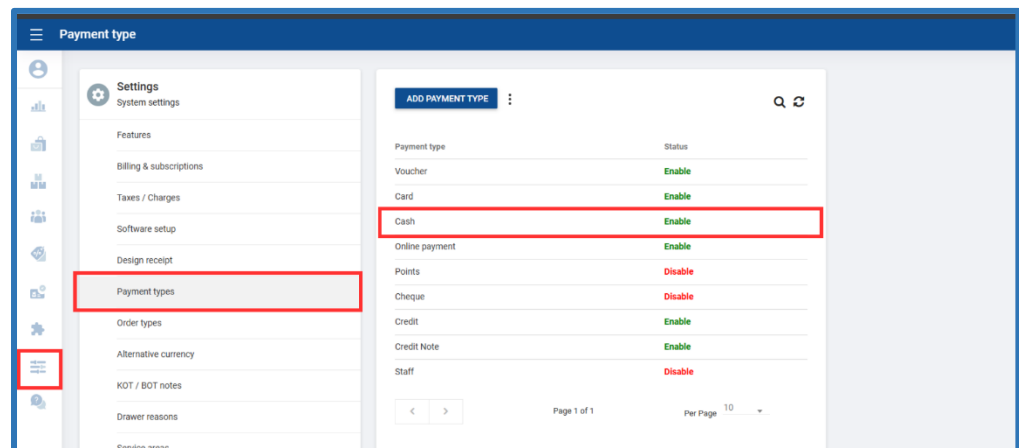 Payment type
Settings
System settings
Features
Billing & subscriptions
Taxes / Charges
Software setup
Design receipt
Payment types
Order types
Alternative currency
KOT / BOT notes
Drawer reasons
Service areas
ADD PAYMENT TYPE
Payment type Status
Voucher Enable
Card Enable
Cash Enable
Online payment Enable
Points Disable
Cheque Disable
Credit Enable
Credit Note Enable
Staff Disable
Page 1 of 1 Per Page 10